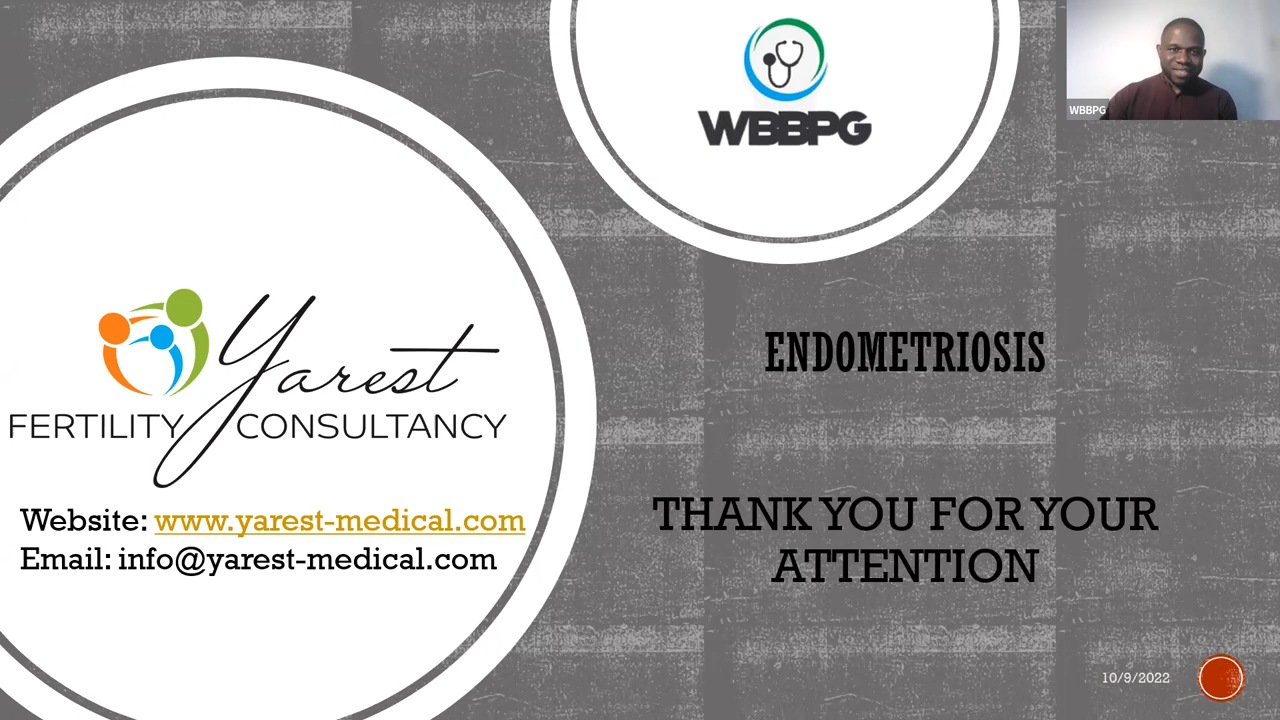 WBBPG
WBBPG
Yarest
FERTILITY CONSULTANCY
Website: www.yarest-medical.com
Email: info@yarest-medical.com
ENDOMETRIOSIS
THANK YOU FOR YOUR
ATTENTION
10/9/2022